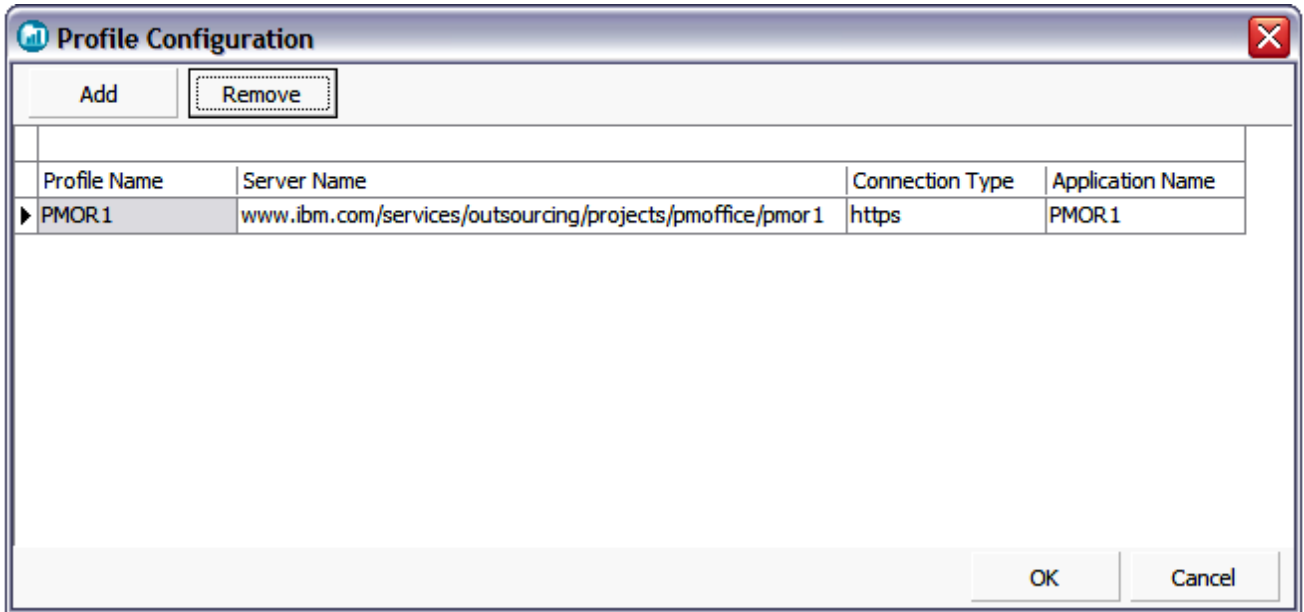 Profile Configuration
Add Remove
Profile Name Server Name Connection Type Application Name
PMOR1 www.ibm.com/services/outsourcing/projects/pmoffice/pmor1 https PMOR1
OK Cancel